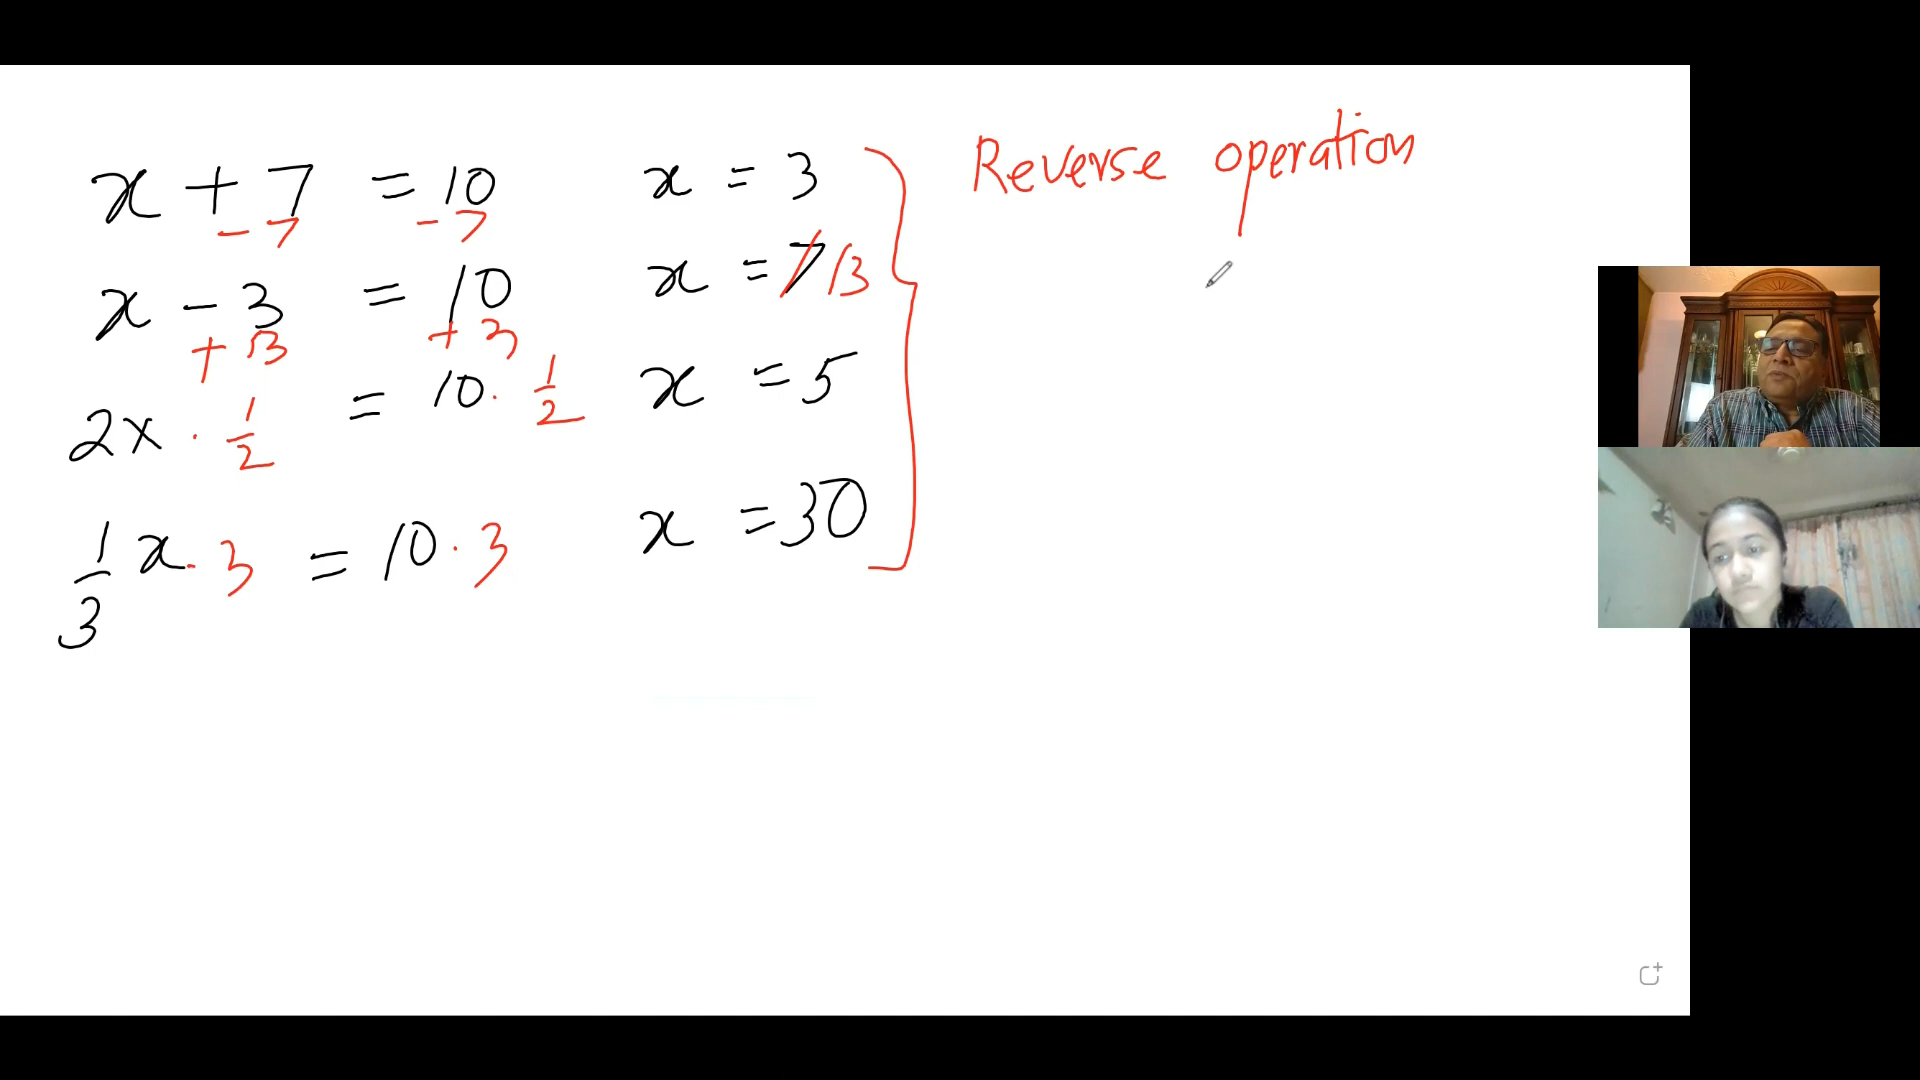 x + 7 = 10 x = 3 Reverse operation
- 7 - 7
x - 3 = 10 x = 7 13
+ 3 + 3
2x · 1/2 = 10 · 1/2 x = 5
1/3 x · 3 = 10 · 3 x = 30